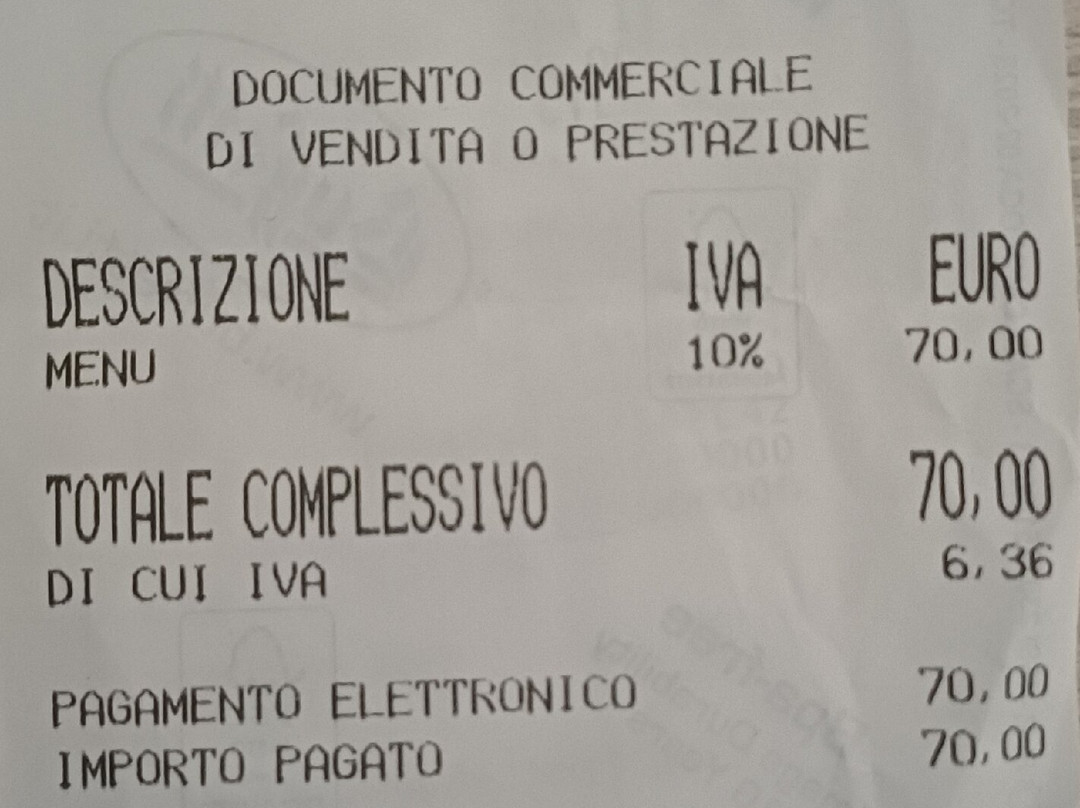 DOCUMENTO COMMERCIALE
DI VENDITA O PRESTAZIONE
DESCRIZIONE IVA EURO
MENU 10% 70,00
TOTALE COMPLESSIVO 70,00
DI CUI IVA 6,36
PAGAMENTO ELETTRONICO 70,00
IMPORTO PAGATO 70,00